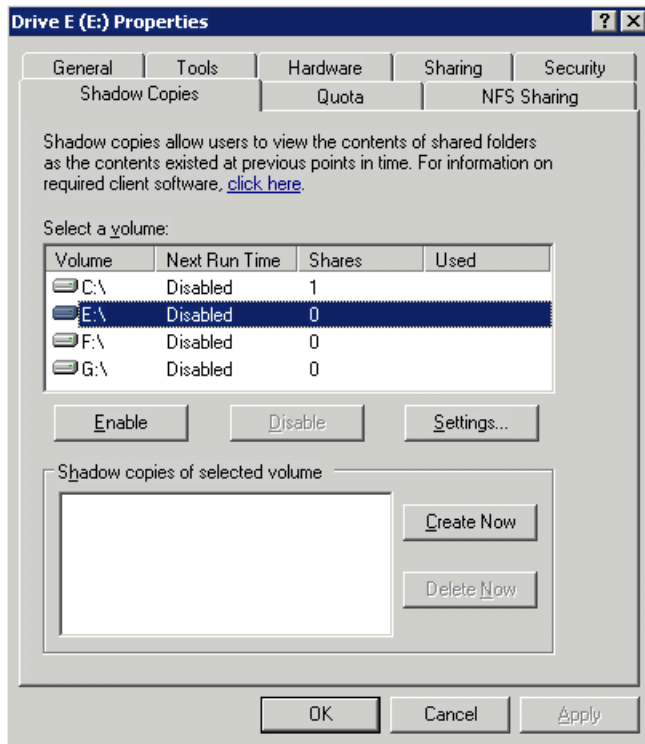 Drive E (E:) Properties
General Tools Hardware Sharing Security
Shadow Copies Quota NFS Sharing
Shadow copies allow users to view the contents of shared folders
as the contents existed at previous points in time. For information on
required client software, click here.
Select a volume:
Volume Next Run Time Shares Used
C:\ Disabled 1
E:\ Disabled 0
F:\ Disabled 0
G:\ Disabled 0
Enable Disable Settings...
Shadow copies of selected volume
Create Now
Delete Now
OK Cancel Apply